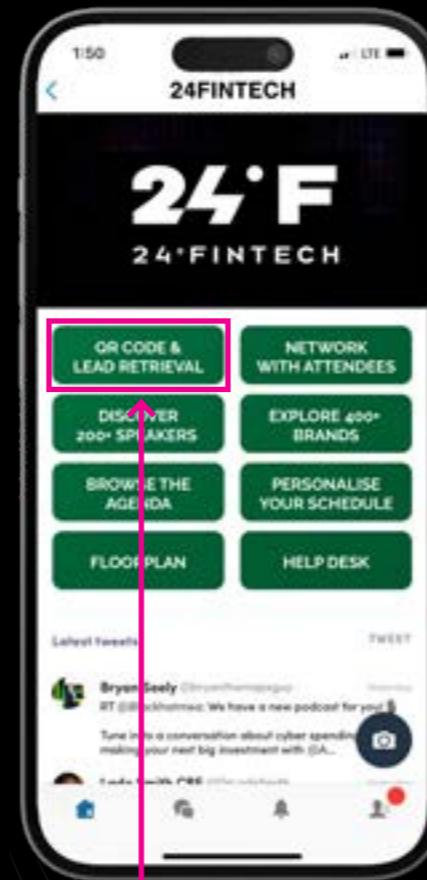 1:50
LTE
24FINTECH
24°F
24°FINTECH
QR CODE &
LEAD RETRIEVAL
NETWORK
WITH ATTENDEES
DISCOVER
200+ SPEAKERS
EXPLORE 400+
BRANDS
BROWSE THE
AGENDA
PERSONALISE
YOUR SCHEDULE
FLOORPLAN
HELP DESK
Latest tweets
TWEET
Bryan Seely
We have a new podcast for you!
Tune into a conversation about cyber spending
making your next big investment with